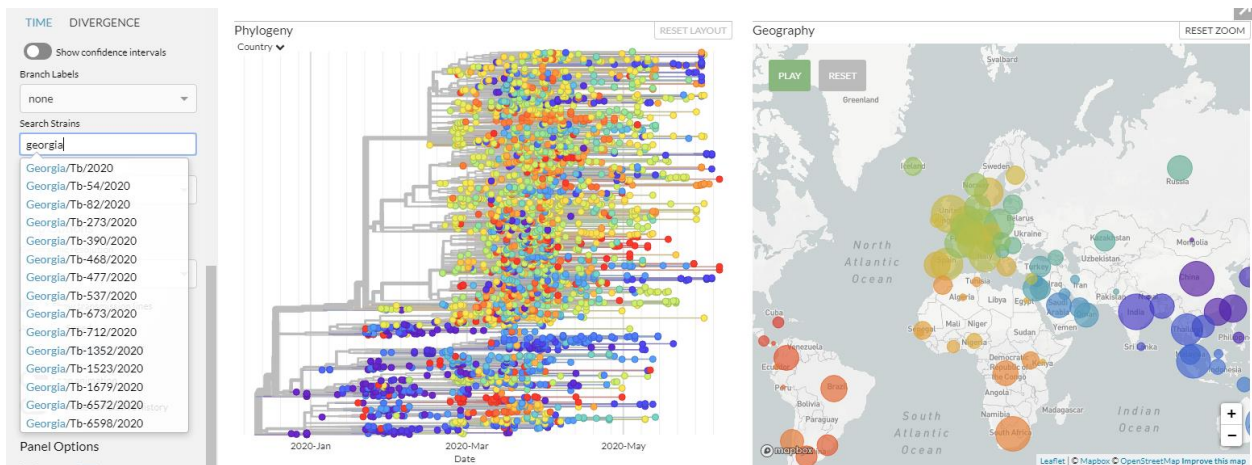 TIME DIVERGENCE
Show confidence intervals
Branch Labels
none
Search Strains
georgia
Georgia/Tb/2020
Georgia/Tb-54/2020
Georgia/Tb-82/2020
Georgia/Tb-273/2020
Georgia/Tb-390/2020
Georgia/Tb-468/2020
Georgia/Tb-477/2020
Georgia/Tb-537/2020
Georgia/Tb-673/2020
Georgia/Tb-712/2020
Georgia/Tb-1352/2020
Georgia/Tb-1523/2020
Georgia/Tb-1679/2020
Georgia/Tb-6572/2020
Georgia/Tb-6598/2020
Panel Options
Phylogeny
RESET LAYOUT
Country
2020-Jan
2020-Mar
2020-May
Date
Geography
RESET ZOOM
PLAY
RESET
Svalbard
Greenland
Iceland
Sweden
Russia
Belarus
Ukraine
Kazakhstan
Mongolia
North
Atlantic
Ocean
Uzbekistan
Turkey
China
Tunisia
Iraq
Iran
Algeria
Libya
Egypt
Pakistan
Nepal
Saudi
Arabia
India
Cuba
Senegal
Mali
Niger
Sudan
Yemen
Thailand
Philippin
Nigeria
Sri Lanka
Venezuela
Ecuador
Democratic
Republic of
the Congo
Kenya
Indonesia
Peru
Brazil
Angola
Bolivia
Namibia
Madagascar
Paraguay
South
Atlantic
Ocean
Indian
Ocean
South Africa
+
−
mapbox
Leaflet | © Mapbox © OpenStreetMap Improve this map